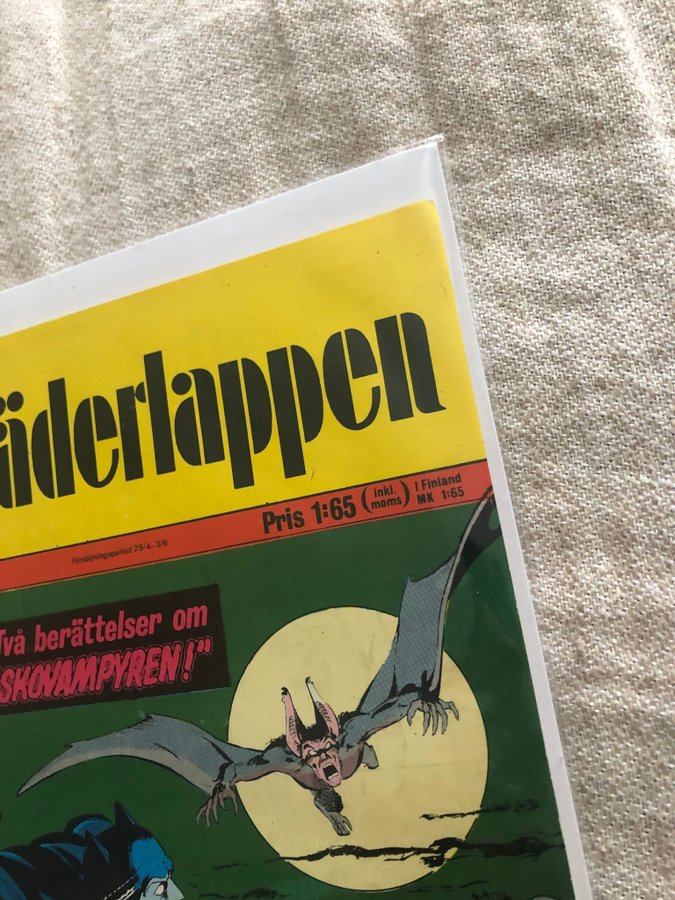 äderlappen
Pris 1:65 (inkl. moms) I Finland MK 1:65
Försäljningsperiod 29/4–3/6
Två berättelser om
SKOVAMPYREN!"